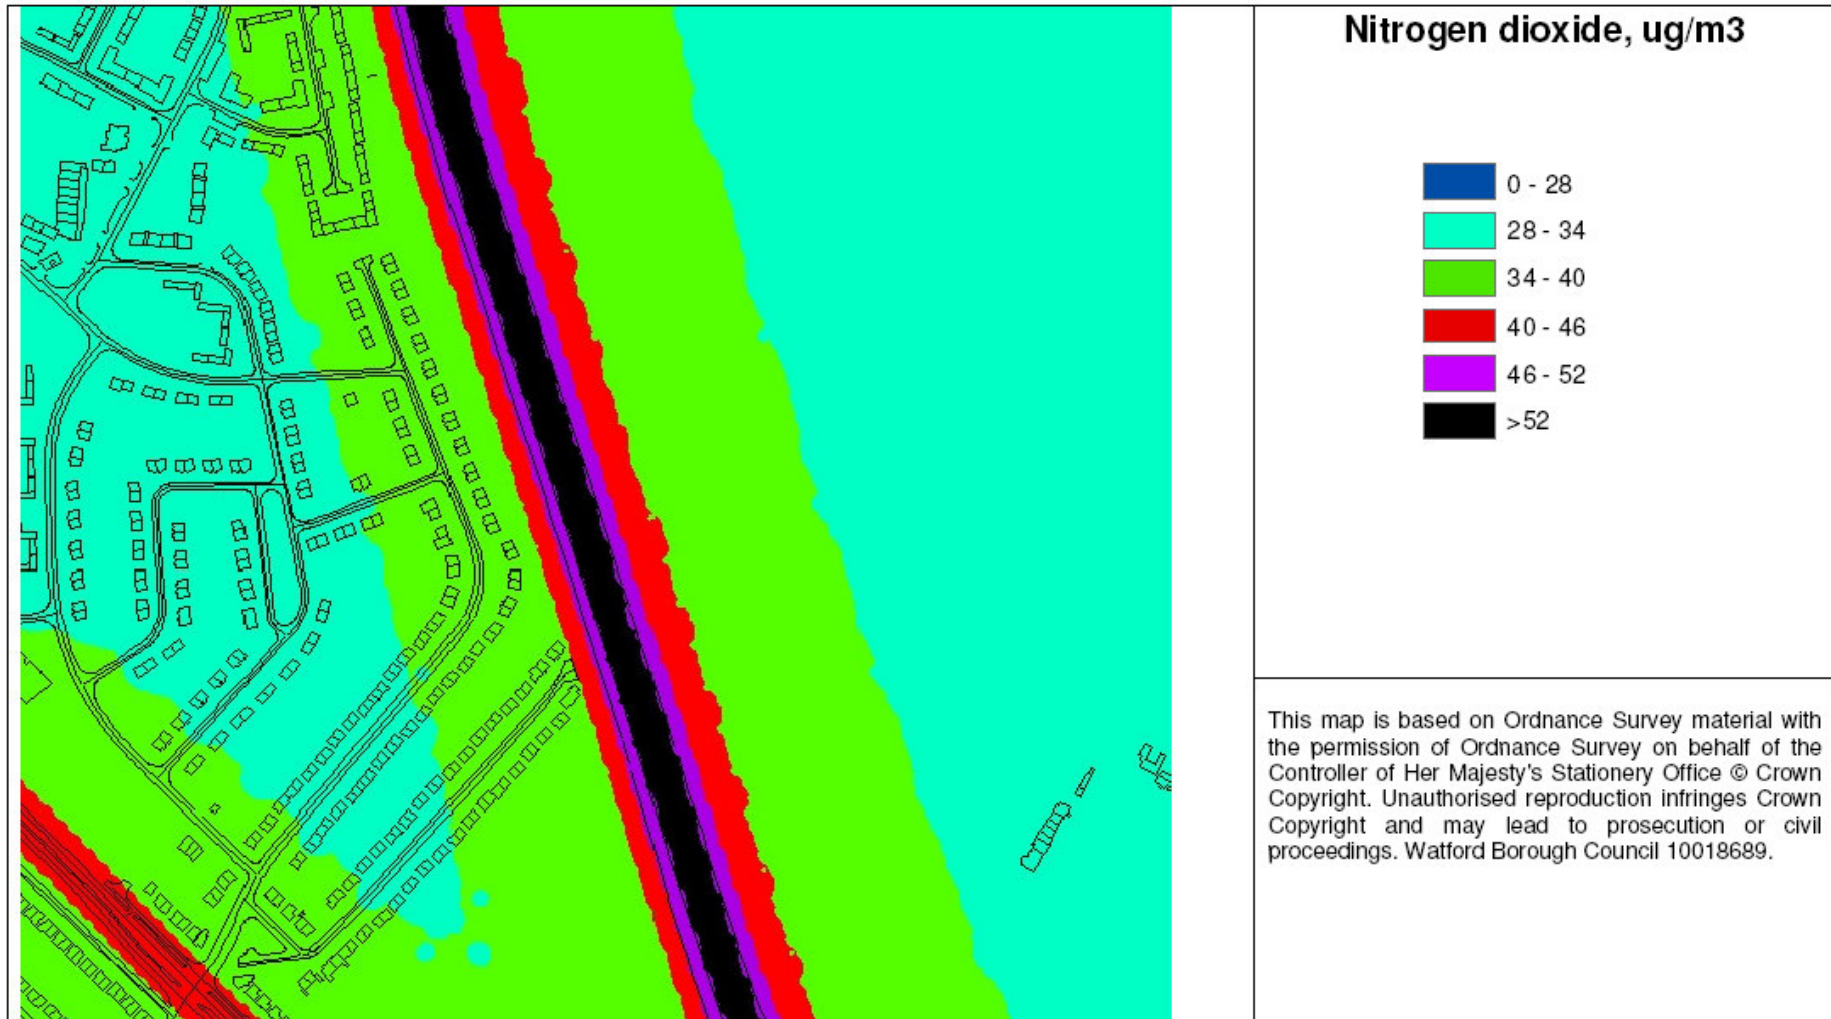 Nitrogen dioxide, ug/m3
0 - 28
28 - 34
34 - 40
40 - 46
46 - 52
>52
This map is based on Ordnance Survey material with
the permission of Ordnance Survey on behalf of the
Controller of Her Majesty's Stationery Office © Crown
Copyright. Unauthorised reproduction infringes Crown
Copyright and may lead to prosecution or civil
proceedings. Watford Borough Council 10018689.